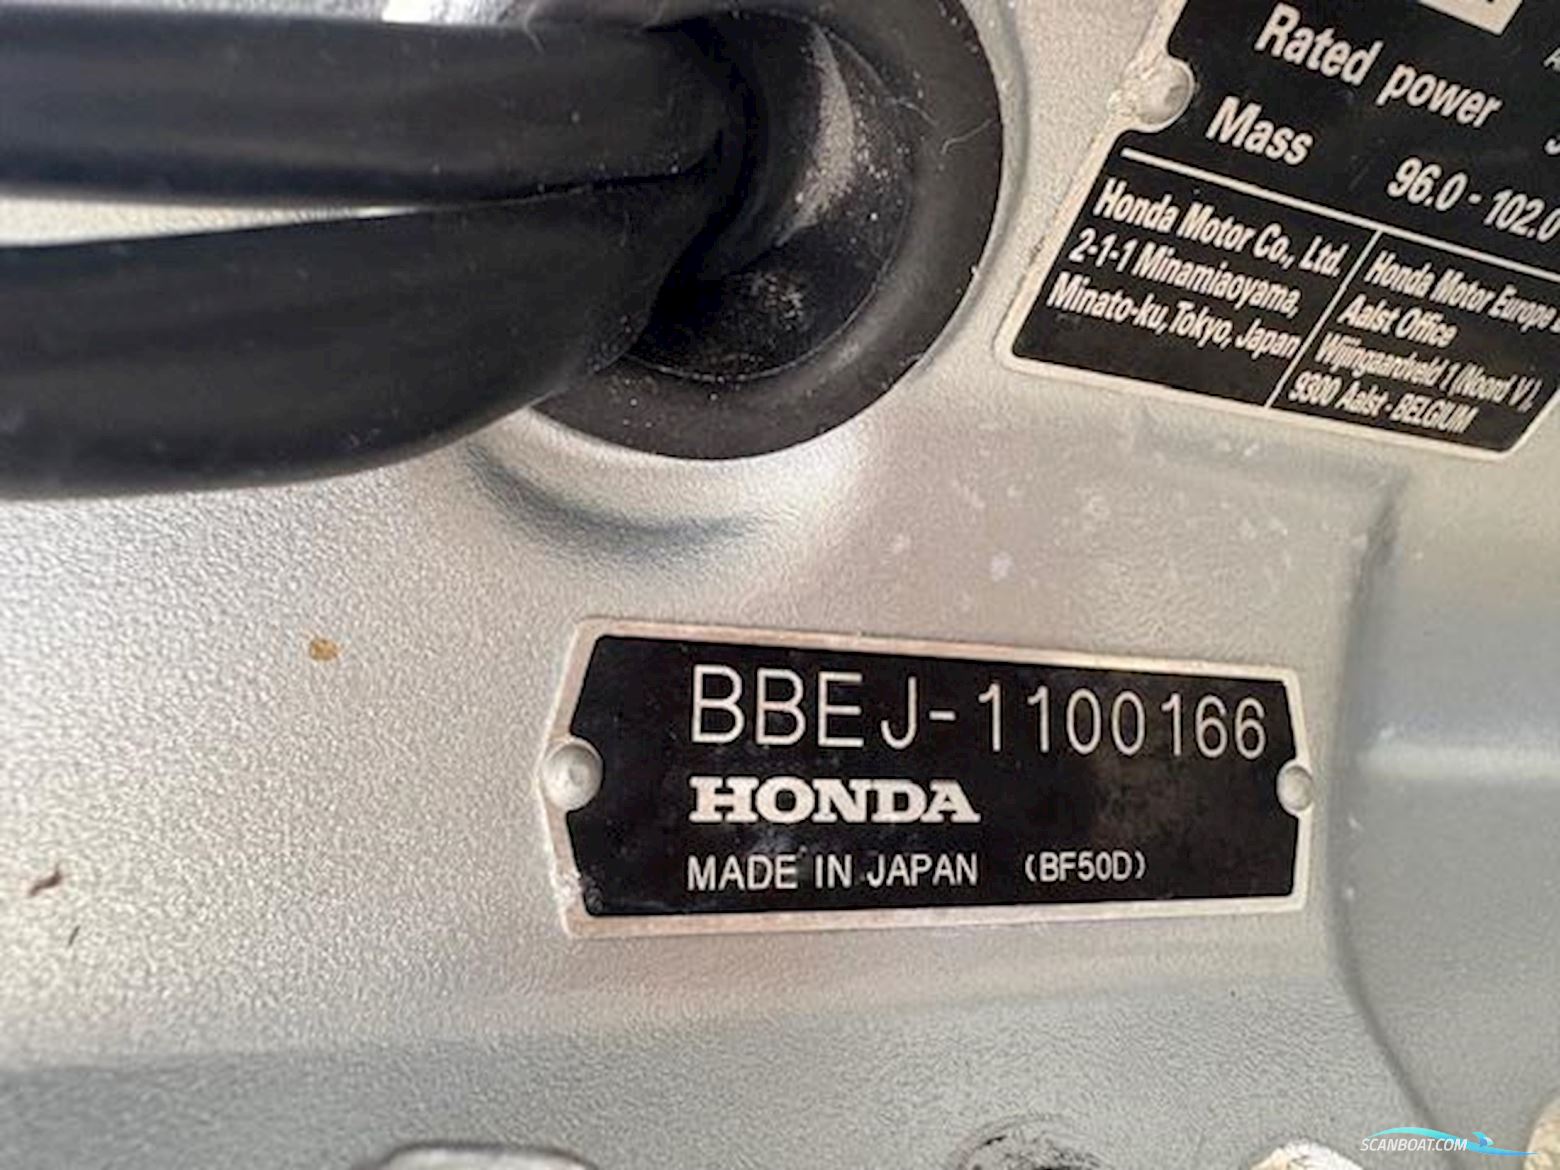 Rated power
Mass 96.0 - 102.0
Honda Motor Co., Ltd.
2-1-1 Minamiaoyama,
Minato-ku, Tokyo, Japan
Honda Motor Europe
Aalst Office
Wijngaardveld 1 (Noord V),
9300 Aalst - BELGIUM
BBEJ-1100166
HONDA
MADE IN JAPAN (BF50D)
SCANBOAT.COM